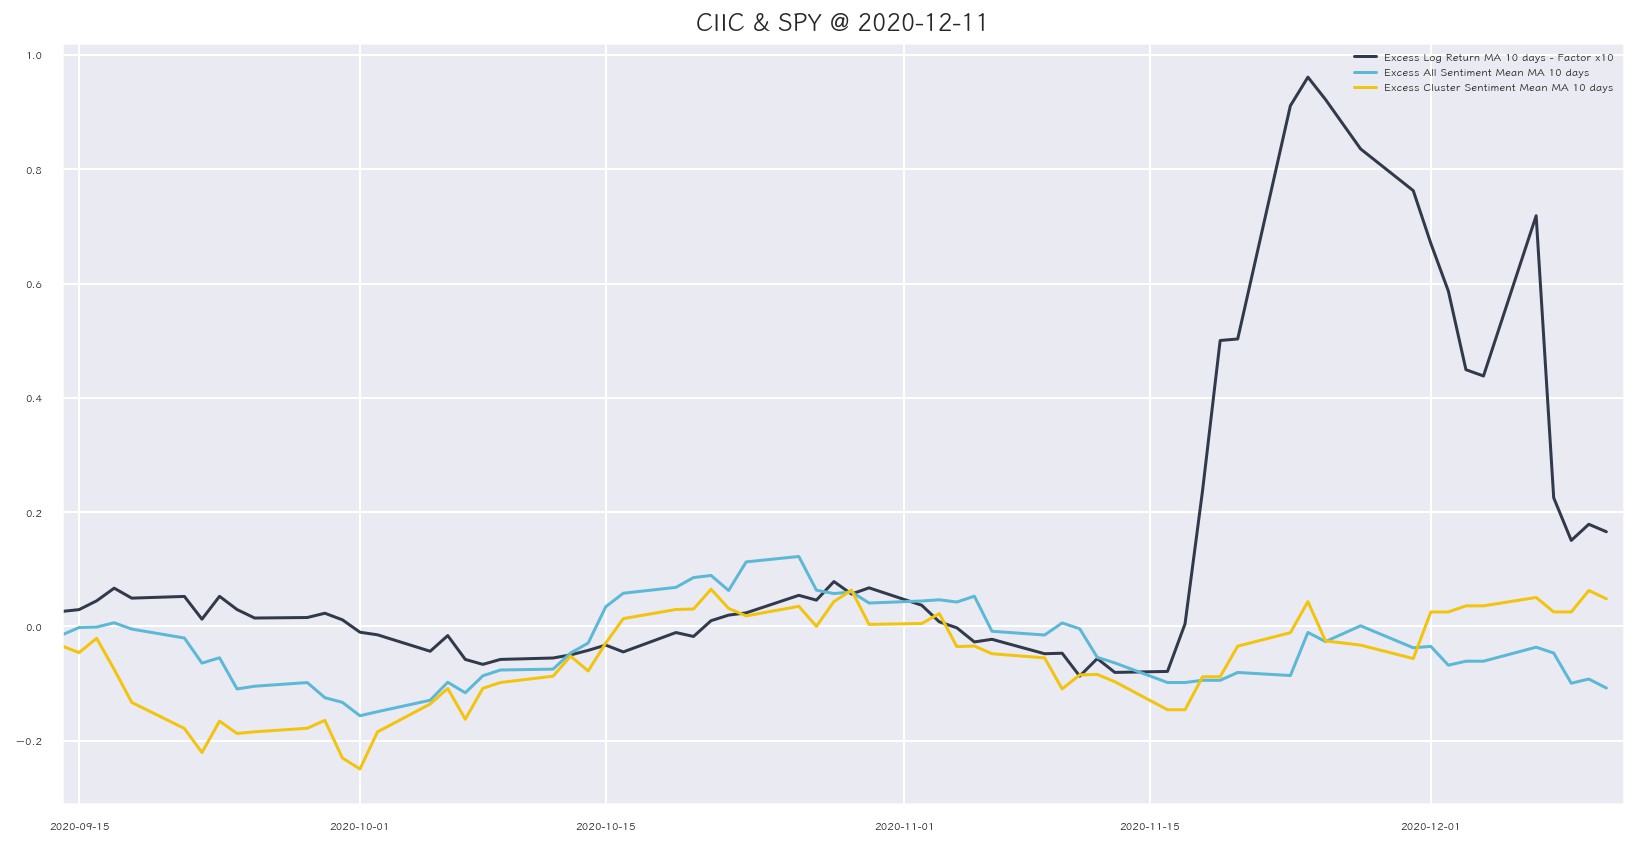 CIIC & SPY @ 2020-12-11
Excess Log Return MA 10 days - Factor x10
Excess All Sentiment Mean MA 10 days
Excess Cluster Sentiment Mean MA 10 days
1.0
0.8
0.6
0.4
0.2
0.0
−0.2
2020-09-15 2020-10-01 2020-10-15 2020-11-01 2020-11-15 2020-12-01